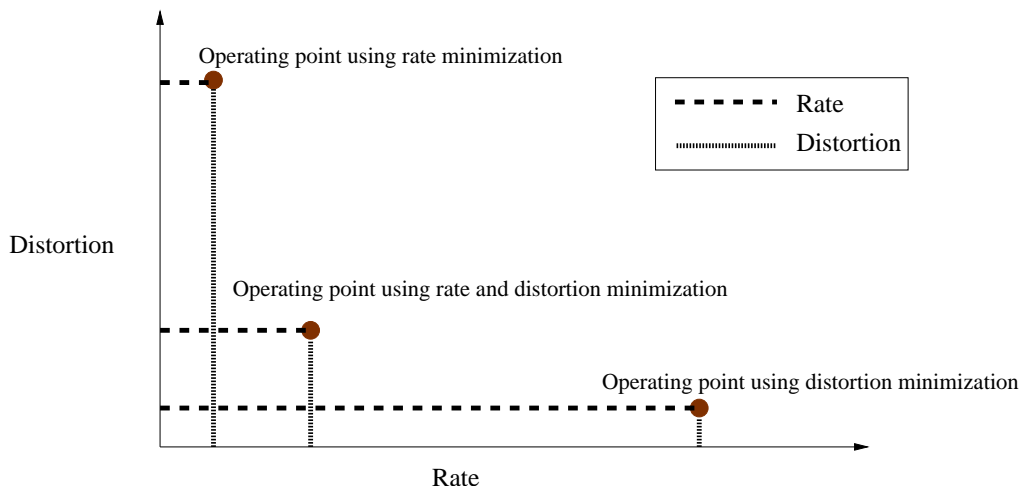 Operating point using rate minimization
Rate
Distortion
Distortion
Operating point using rate and distortion minimization
Operating point using distortion minimization
Rate